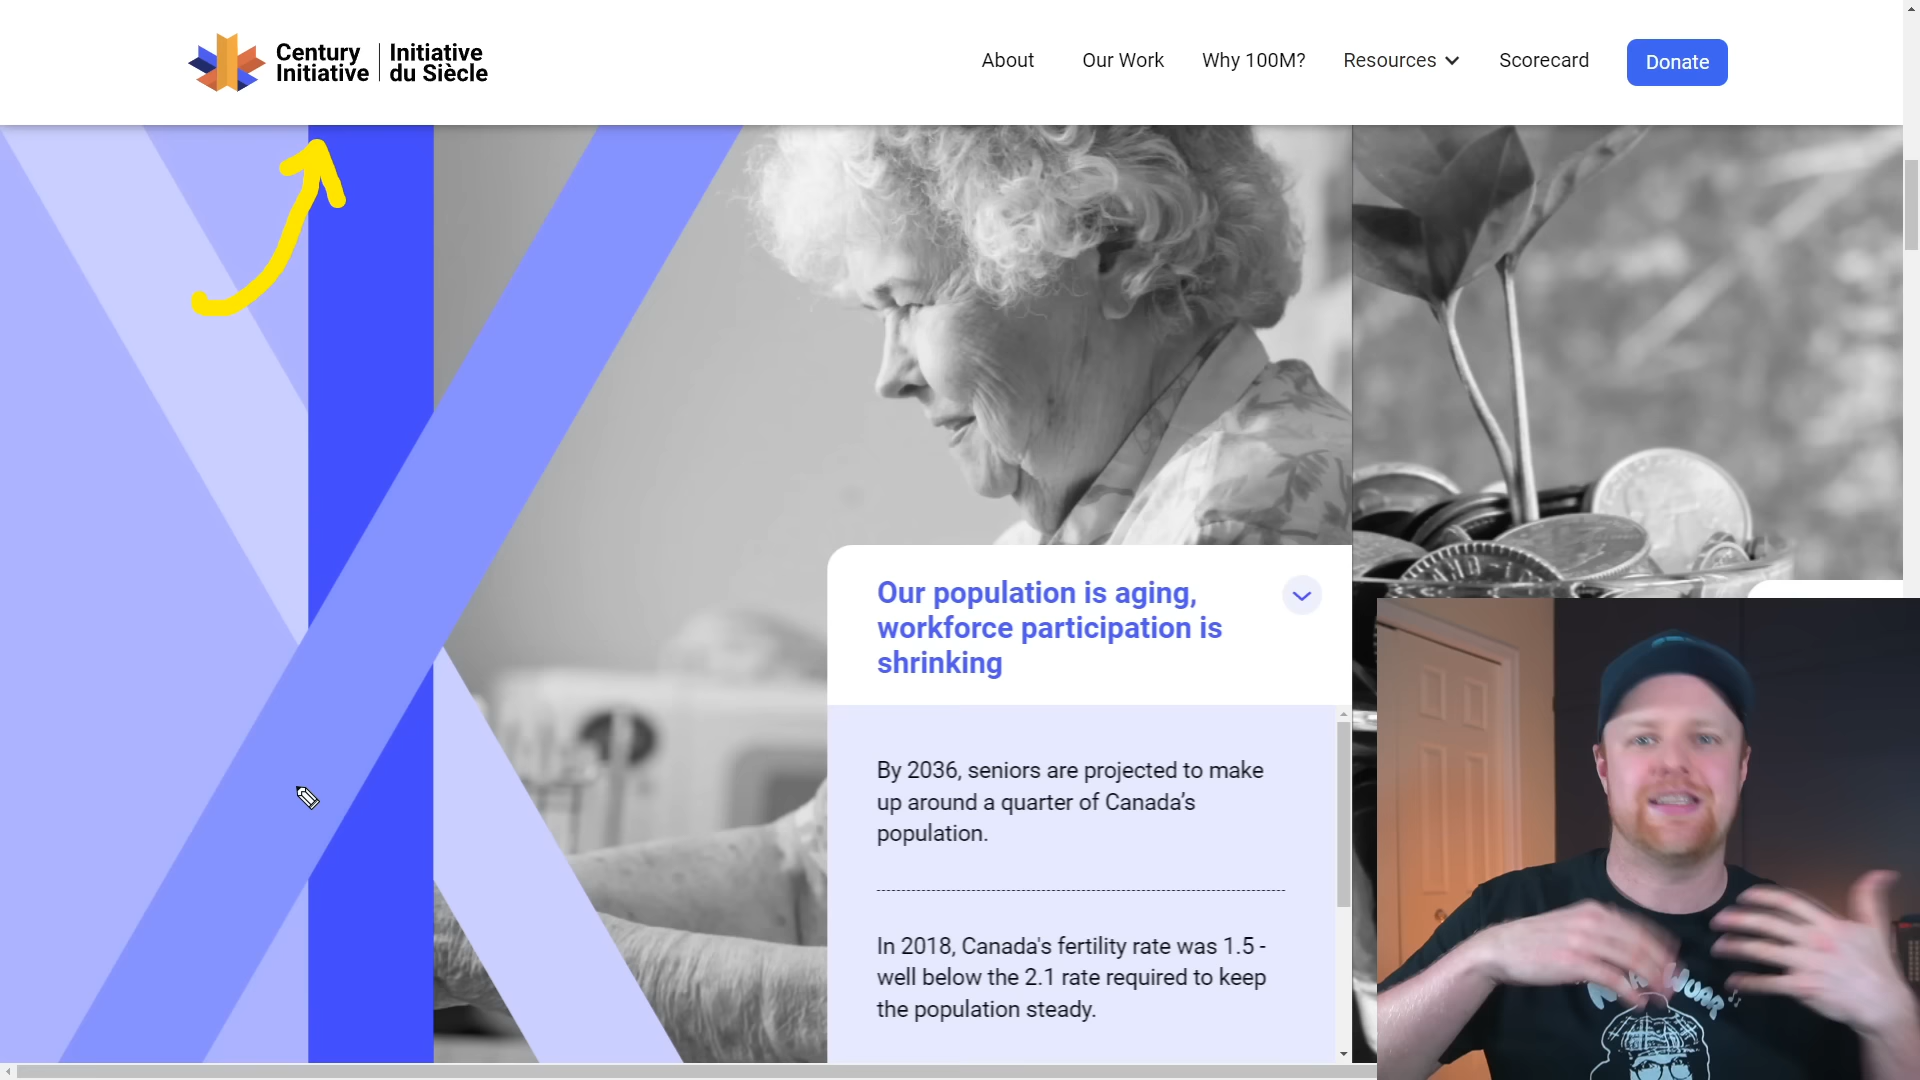 Century
Initiative
Initiative
du Siècle
About
Our Work
Why 100M?
Resources
Scorecard
Donate
Our population is aging,
workforce participation is
shrinking
By 2036, seniors are projected to make
up around a quarter of Canada’s
population.
In 2018, Canada's fertility rate was 1.5 -
well below the 2.1 rate required to keep
the population steady.